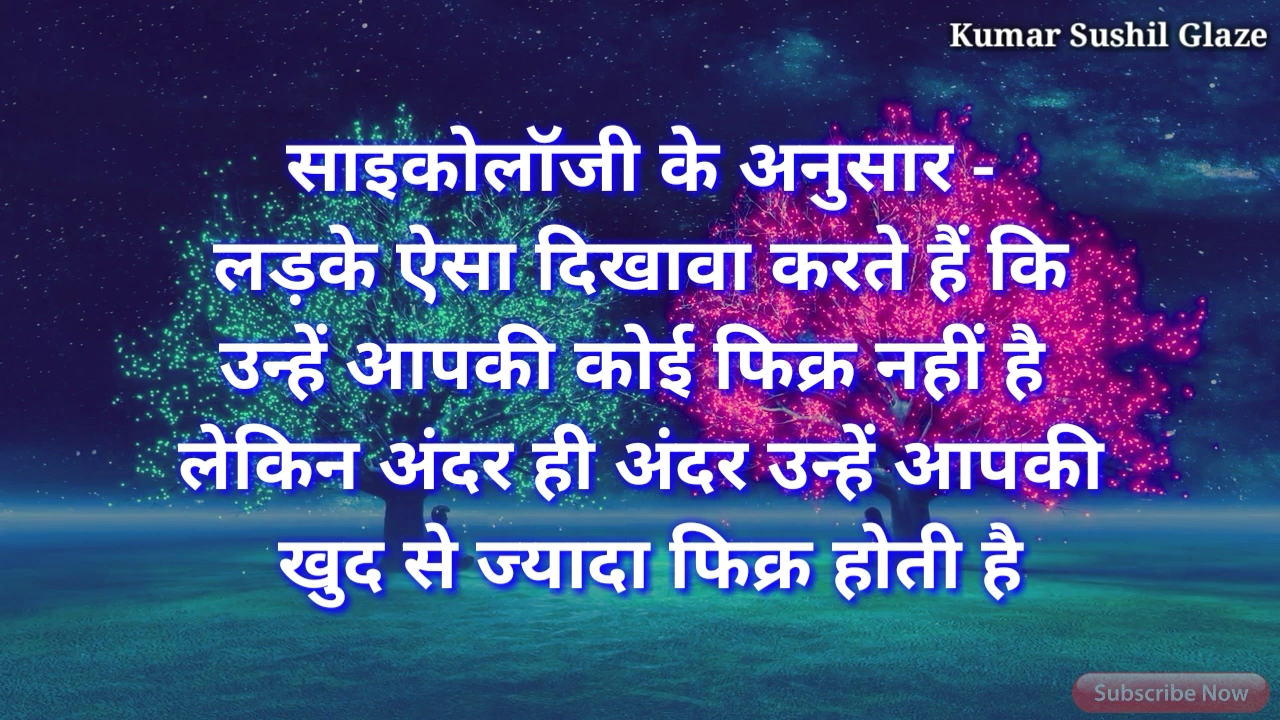 Kumar Sushil Glaze
साइकोलॉजी के अनुसार -
लड़के ऐसा दिखावा करते हैं कि
उन्हें आपकी कोई फिक्र नहीं है
लेकिन अंदर ही अंदर उन्हें आपकी
खुद से ज्यादा फिक्र होती है
Subscribe Now